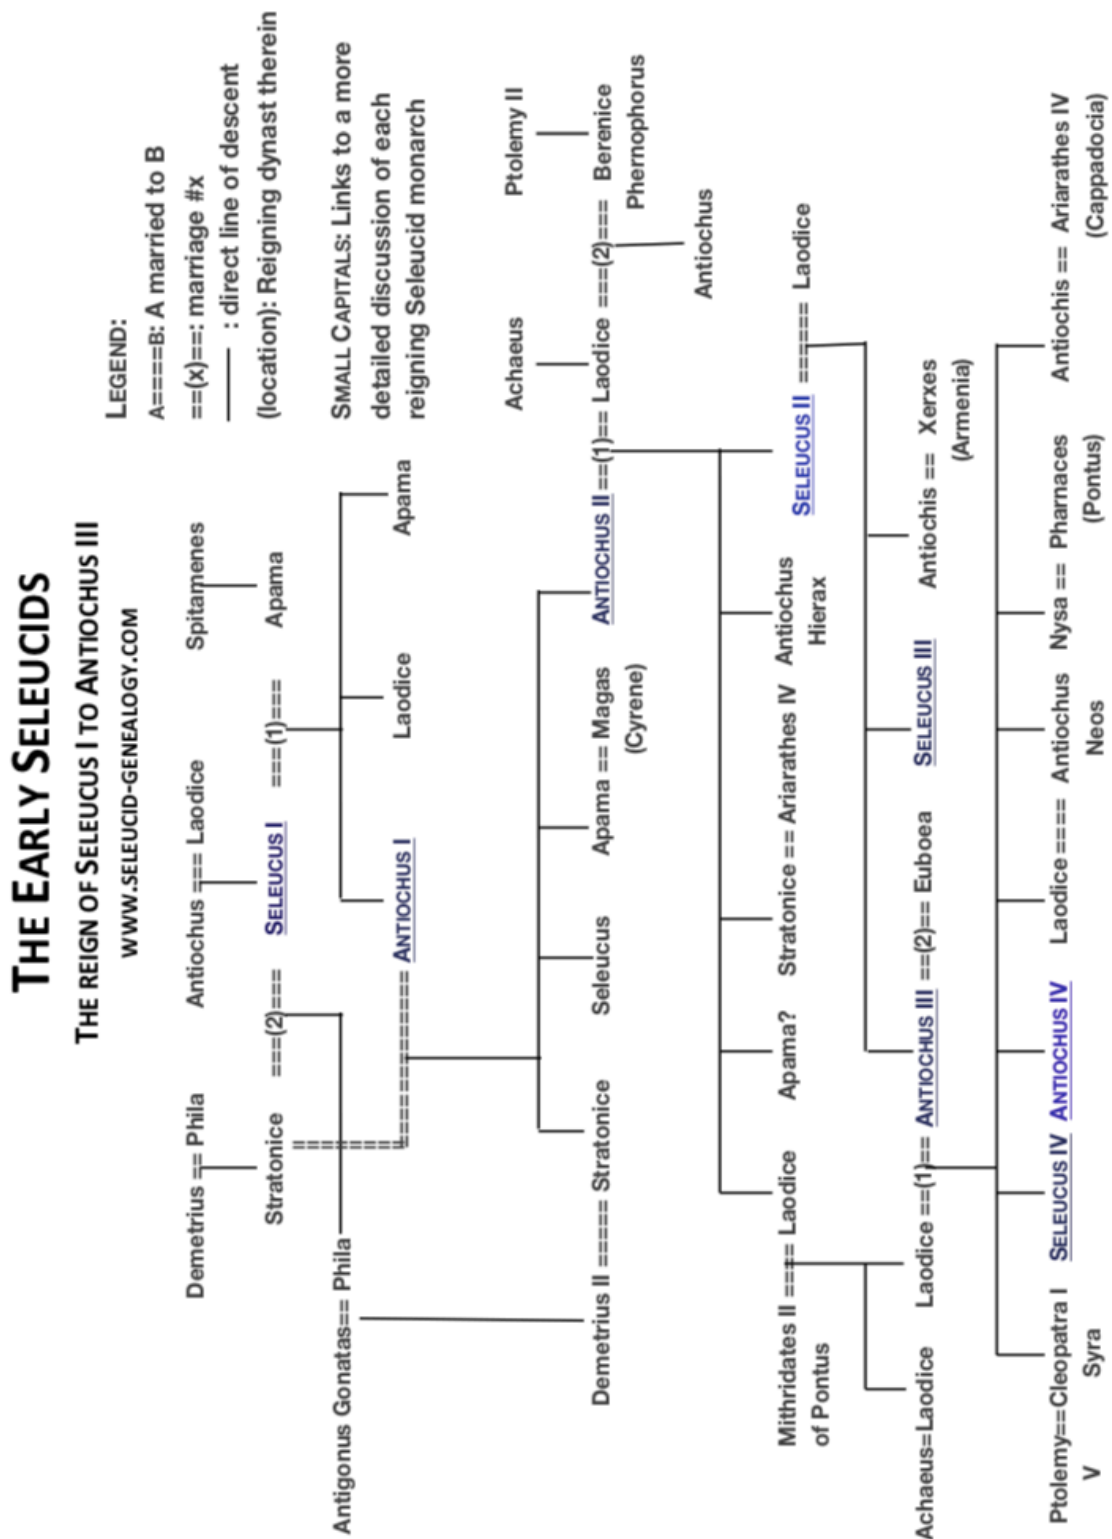 THE EARLY SELEUCIDS
THE REIGN OF SELEUCUS I TO ANTIOCHUS III
WWW.SELEUCID-GENEALOGY.COM
LEGEND:
A====B: A married to B
==(x)==: marriage #x
——— : direct line of descent
(location): Reigning dynast therein
SMALL CAPITALS: Links to a more
detailed discussion of each
reigning Seleucid monarch
Demetrius == Phila Antiochus === Laodice Spitamenes
Stratonice ===(2)=== SELEUCUS I ===(1)=== Apama
Antigonus Gonatas== Phila ANTIOCHUS I Laodice Apama
Achaeus Ptolemy II
Demetrius II ===== Stratonice Seleucus Apama == Magas ANTIOCHUS II ==(1)== Laodice ===(2)=== Berenice
(Cyrene) Phernophorus
Antiochus
Mithridates II ==== Laodice Apama? Stratonice == Ariarathes IV Antiochus SELEUCUS II ======= Laodice
of Pontus Hierax
Achaeus=Laodice Laodice ==(1)== ANTIOCHUS III ==(2)== Euboea SELEUCUS III Antiochis == Xerxes
(Armenia)
Ptolemy==Cleopatra I SELEUCUS IV ANTIOCHUS IV Laodice ==== Antiochus Nysa == Pharnaces Antiochis == Ariarathes IV
V Syra Neos (Pontus) (Cappadocia)